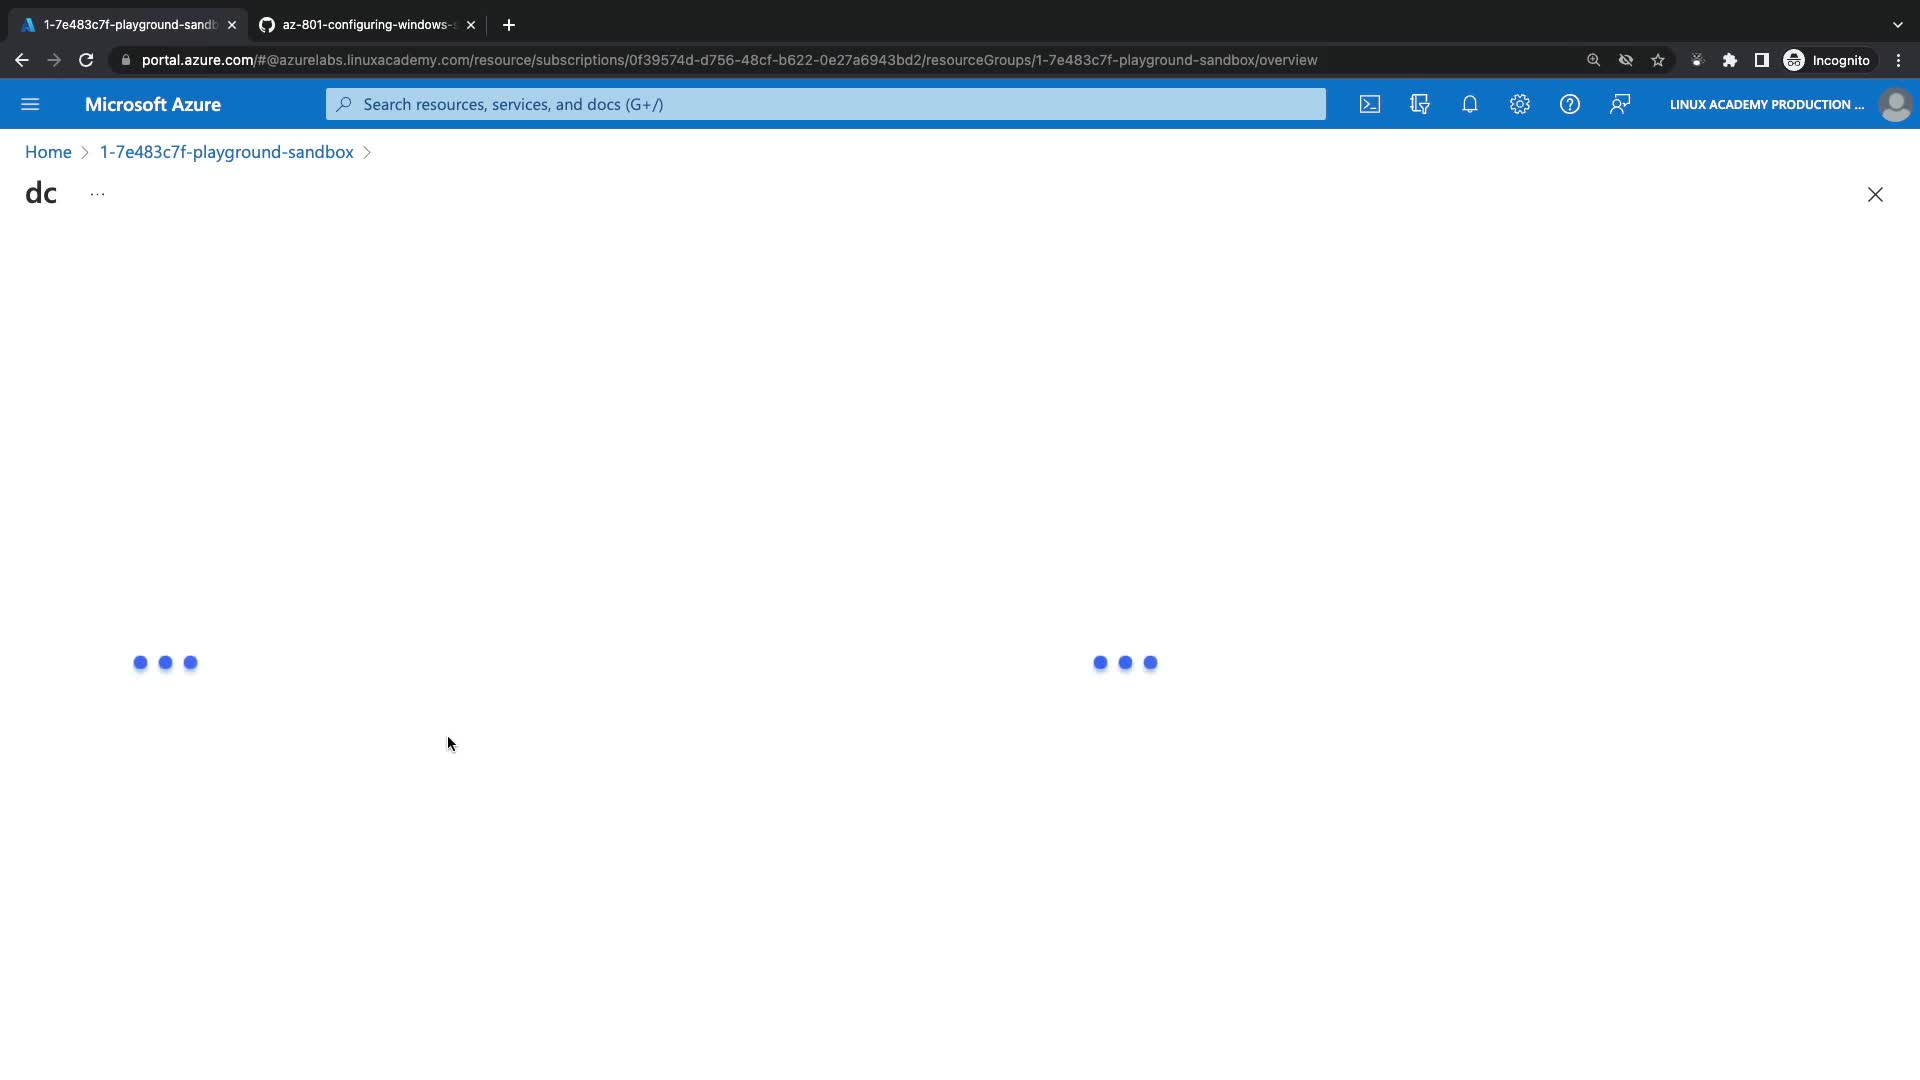 1-7e483c7f-playground-sandb
az-801-configuring-windows-s
portal.azure.com/#@azurelabs.linuxacademy.com/resource/subscriptions/0f39574d-d756-48cf-b622-0e27a6943bd2/resourceGroups/1-7e483c7f-playground-sandbox/overview
Incognito
Microsoft Azure
Search resources, services, and docs (G+/)
LINUX ACADEMY PRODUCTION ...
Home > 1-7e483c7f-playground-sandbox >
dc ...